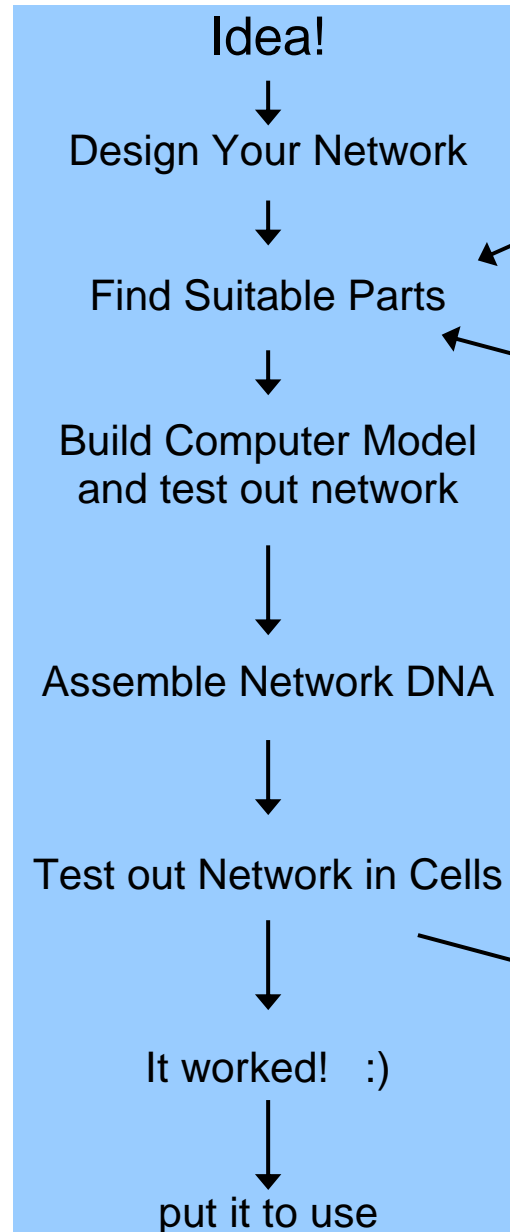 Idea!
Design Your Network
Find Suitable Parts
Build Computer Model
and test out network
Assemble Network DNA
Test out Network in Cells
It worked! :)
put it to use